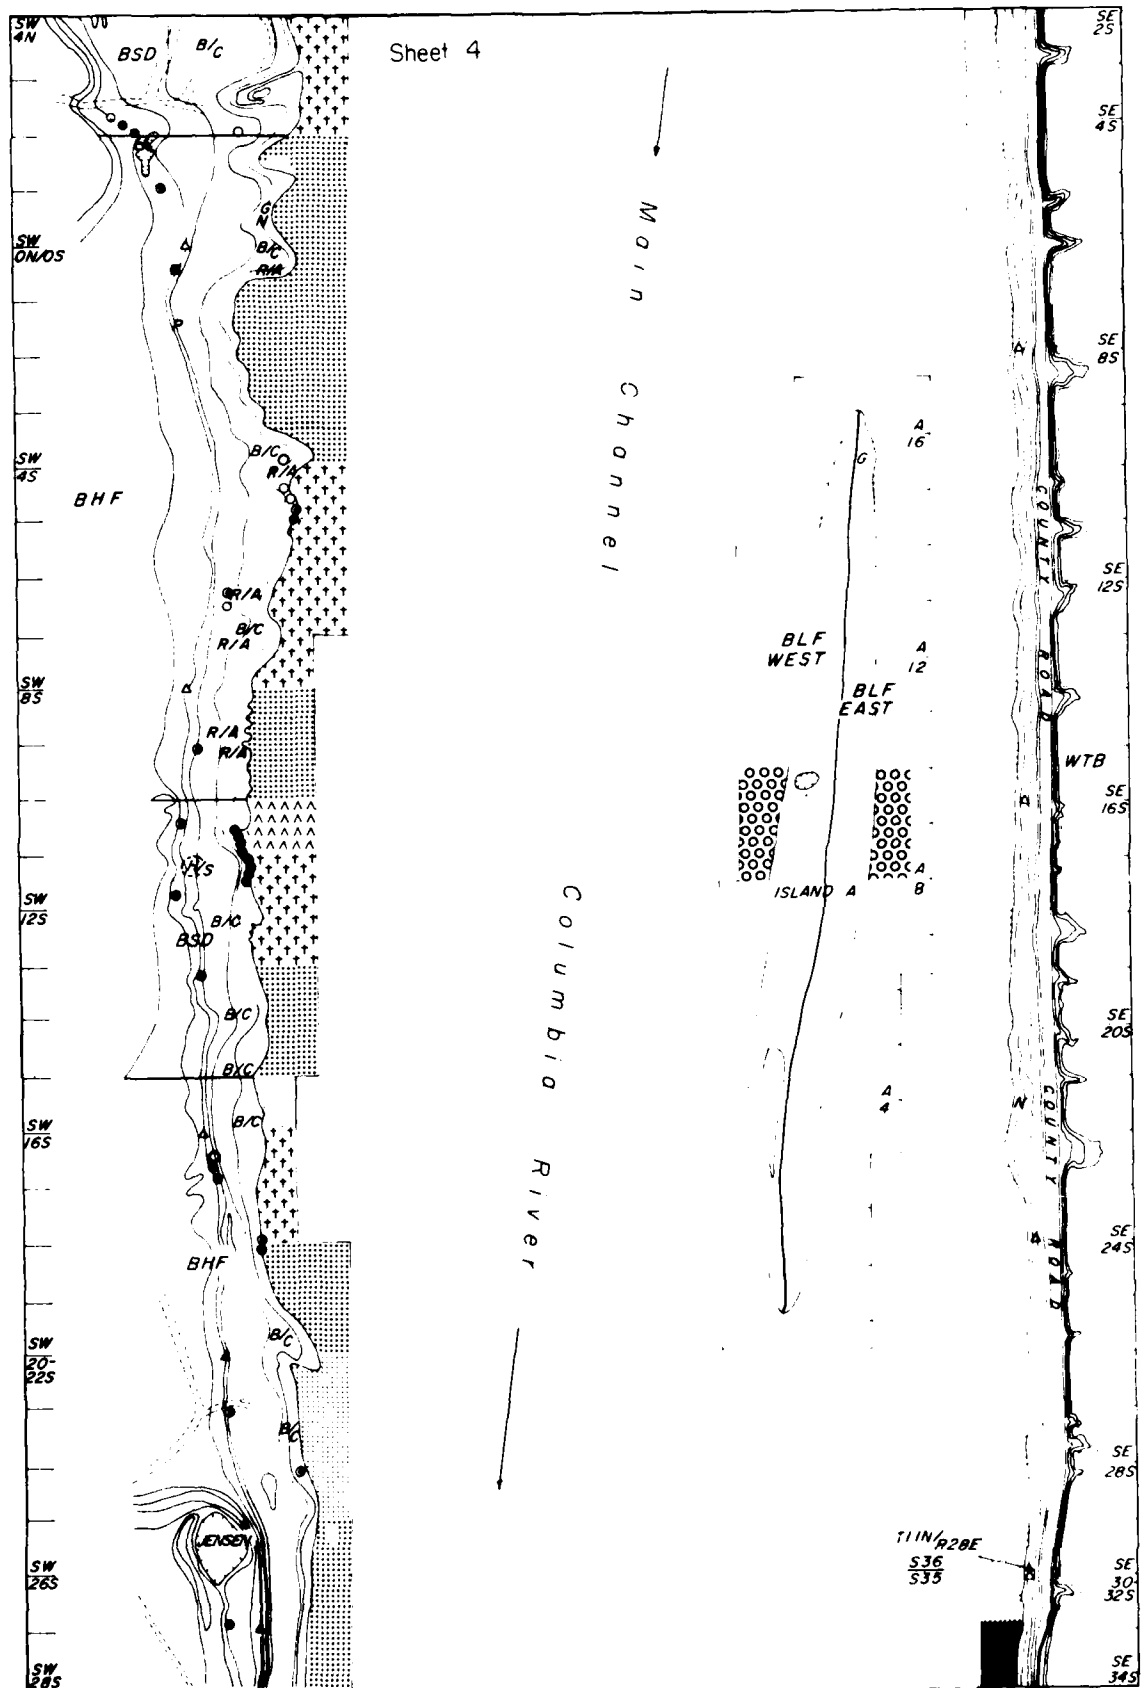 Sheet 4
SW
4N
BSD
B/C
SE
2S
SE
4S
Main Channel
G
N
SW
0N/0S
B/C
R/A
P
SE
8S
A
16
B/C
SW
4S
R/A
G
BHF
COUNTY ROAD
SE
12S
R/A
B/C
R/A
BLF
WEST
A
12
SW
8S
BLF
EAST
R/A
R/A
WTB
SE
16S
A
8
ISLAND A
SW
12S
B/C
BSD
Columbia River
B/C
SE
20S
B/C
A
4
N
COUNTY ROAD
B/C
SW
16S
SE
24S
BHF
B/C
SW
20-
22S
B/C
SE
28S
JENSEN
T11N/R28E
S36
S35
SW
26S
SE
30-
32S
SW
28S
SE
34S